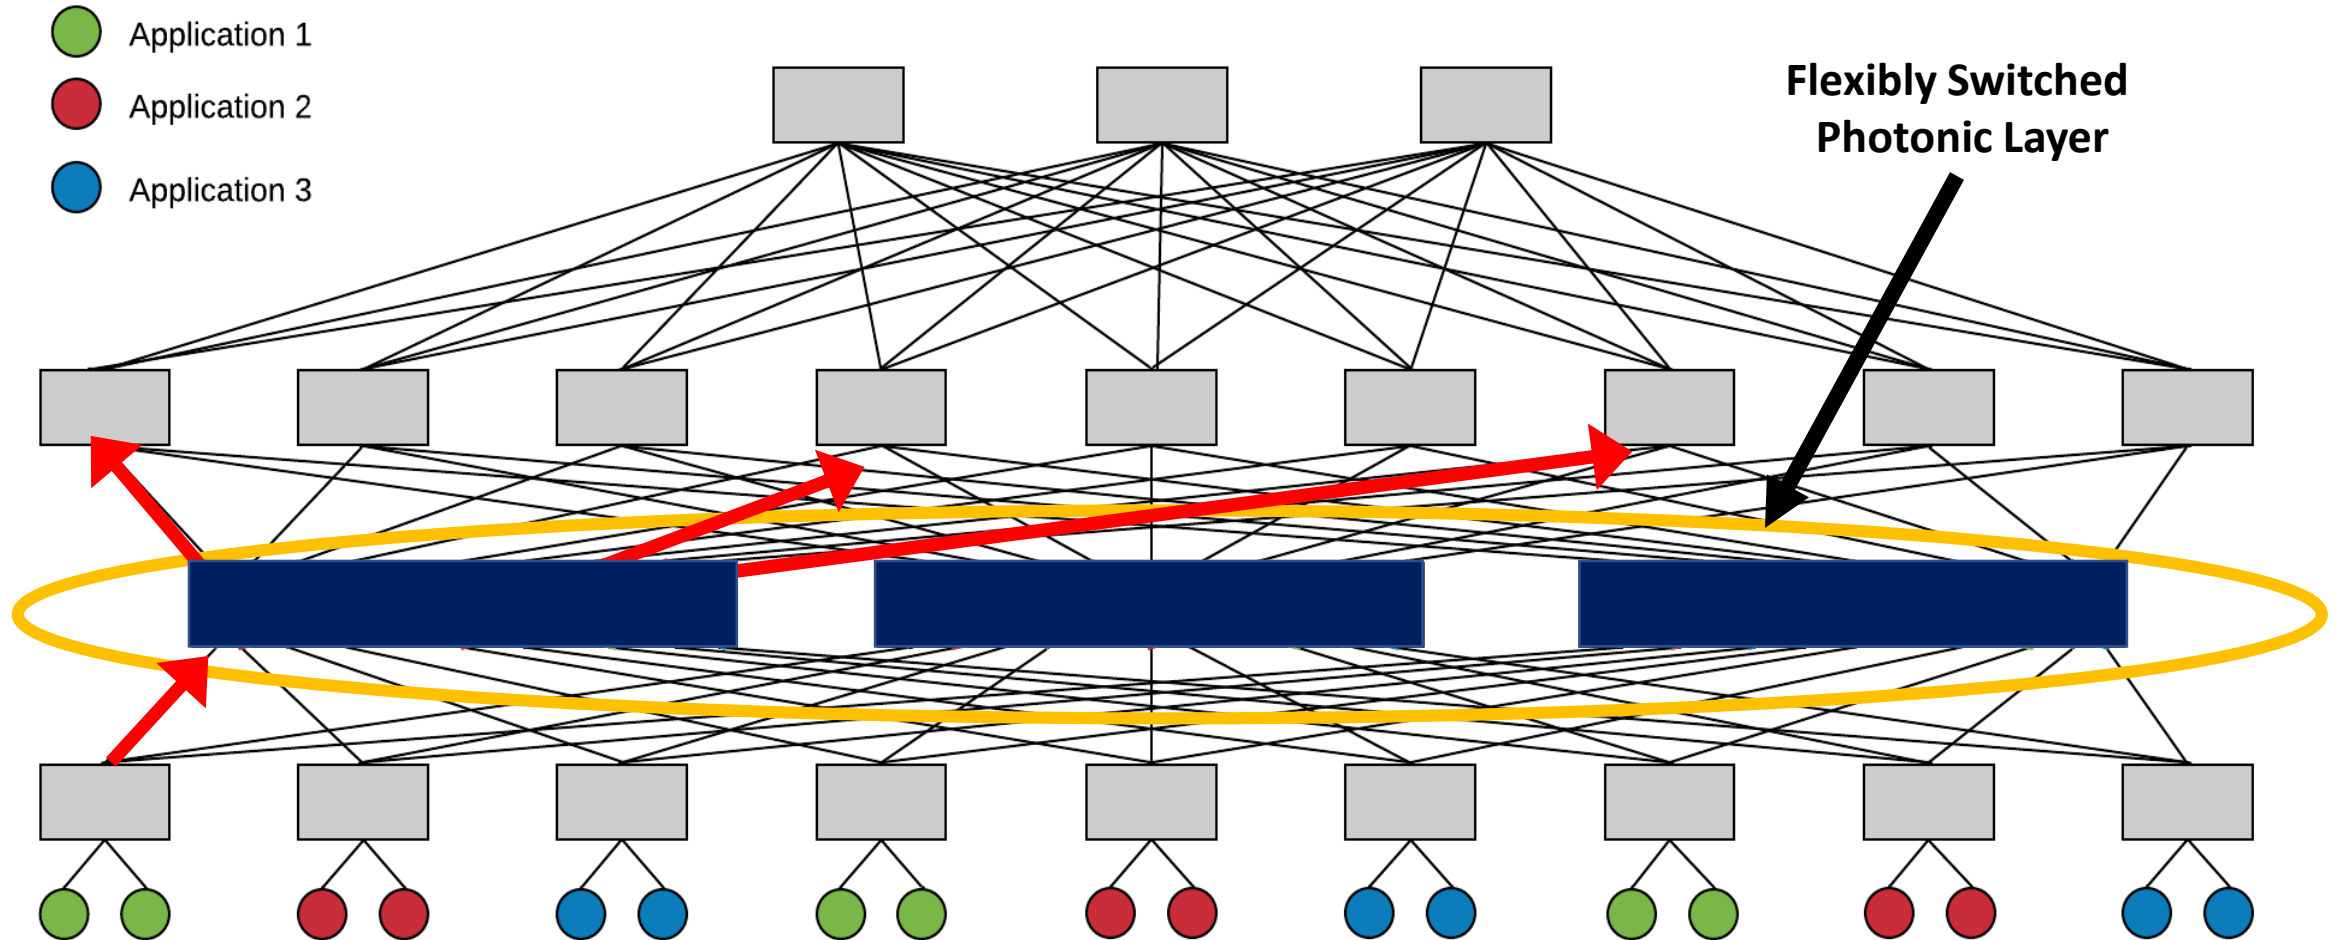 Application 1
Application 2
Application 3
Flexibly Switched
Photonic Layer